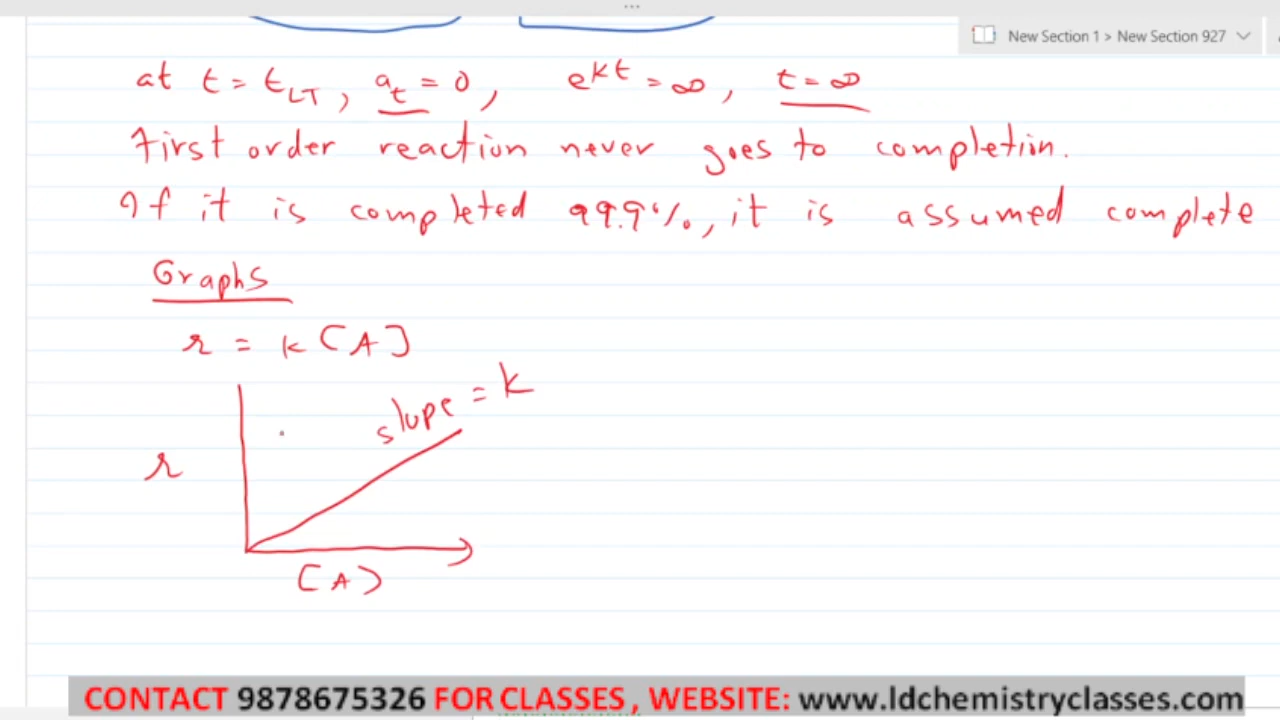 New Section 1 > New Section 927
at t = t_LT, a_t = 0, e^kt = ∞, t = ∞
First order reaction never goes to completion.
If it is completed 99.9%, it is assumed complete
Graphs
r = k [A]
slope = k
r
[A]
CONTACT 9878675326 FOR CLASSES , WEBSITE: www.ldchemistryclasses.com